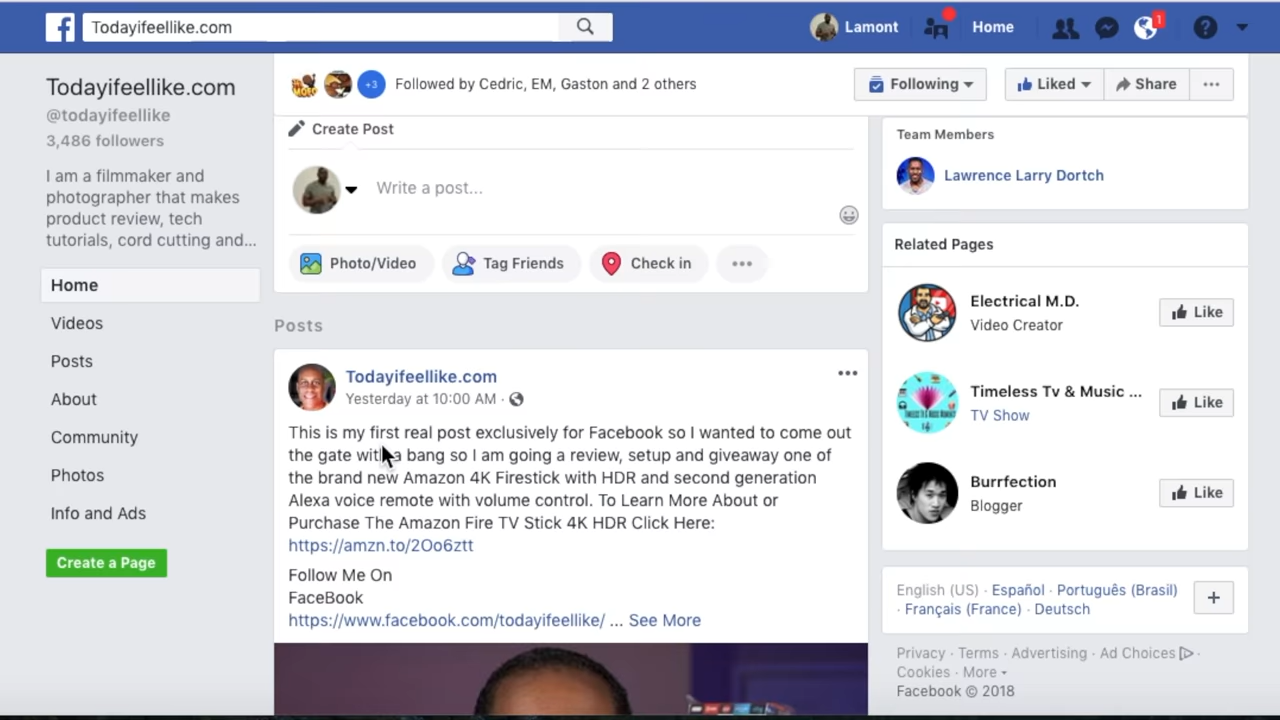 Todayifeellike.com
Lamont
Home
1
Todayifeellike.com
@todayifeellike
3,486 followers
I am a filmmaker and
photographer that makes
product review, tech
tutorials, cord cutting and...
Home
Videos
Posts
About
Community
Photos
Info and Ads
Create a Page
+3
Followed by Cedric, EM, Gaston and 2 others
Following
Liked
Share
Create Post
Write a post...
Photo/Video
Tag Friends
Check in
Posts
Todayifeellike.com
Yesterday at 10:00 AM ·
This is my first real post exclusively for Facebook so I wanted to come out
the gate with a bang so I am going a review, setup and giveaway one of
the brand new Amazon 4K Firestick with HDR and second generation
Alexa voice remote with volume control. To Learn More About or
Purchase The Amazon Fire TV Stick 4K HDR Click Here:
https://amzn.to/2Oo6ztt
Follow Me On
FaceBook
https://www.facebook.com/todayifeellike/ ... See More
Team Members
Lawrence Larry Dortch
Related Pages
Electrical M.D.
Video Creator
Like
Timeless Tv & Music ...
TV Show
Like
Burrfection
Blogger
Like
English (US) · Español · Português (Brasil)
· Français (France) · Deutsch
Privacy · Terms · Advertising · Ad Choices ·
Cookies · More
Facebook © 2018